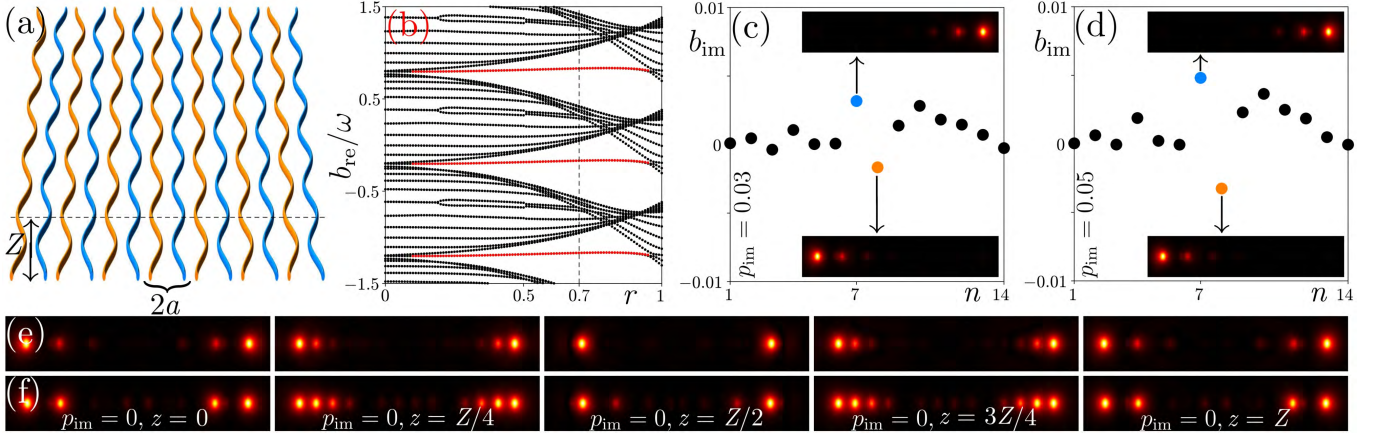 (a)
Z
2a
(b)
b_re/ω
1.5
0.5
−0.5
−1.5
0
0.5
0.7
r
1
(c)
0.01
b_im
0
−0.01
p_im = 0.03
1
7
n
14
(d)
0.01
b_im
0
−0.01
p_im = 0.05
1
7
n
14
(e)
(f)
p_im = 0, z = 0
p_im = 0, z = Z/4
p_im = 0, z = Z/2
p_im = 0, z = 3Z/4
p_im = 0, z = Z